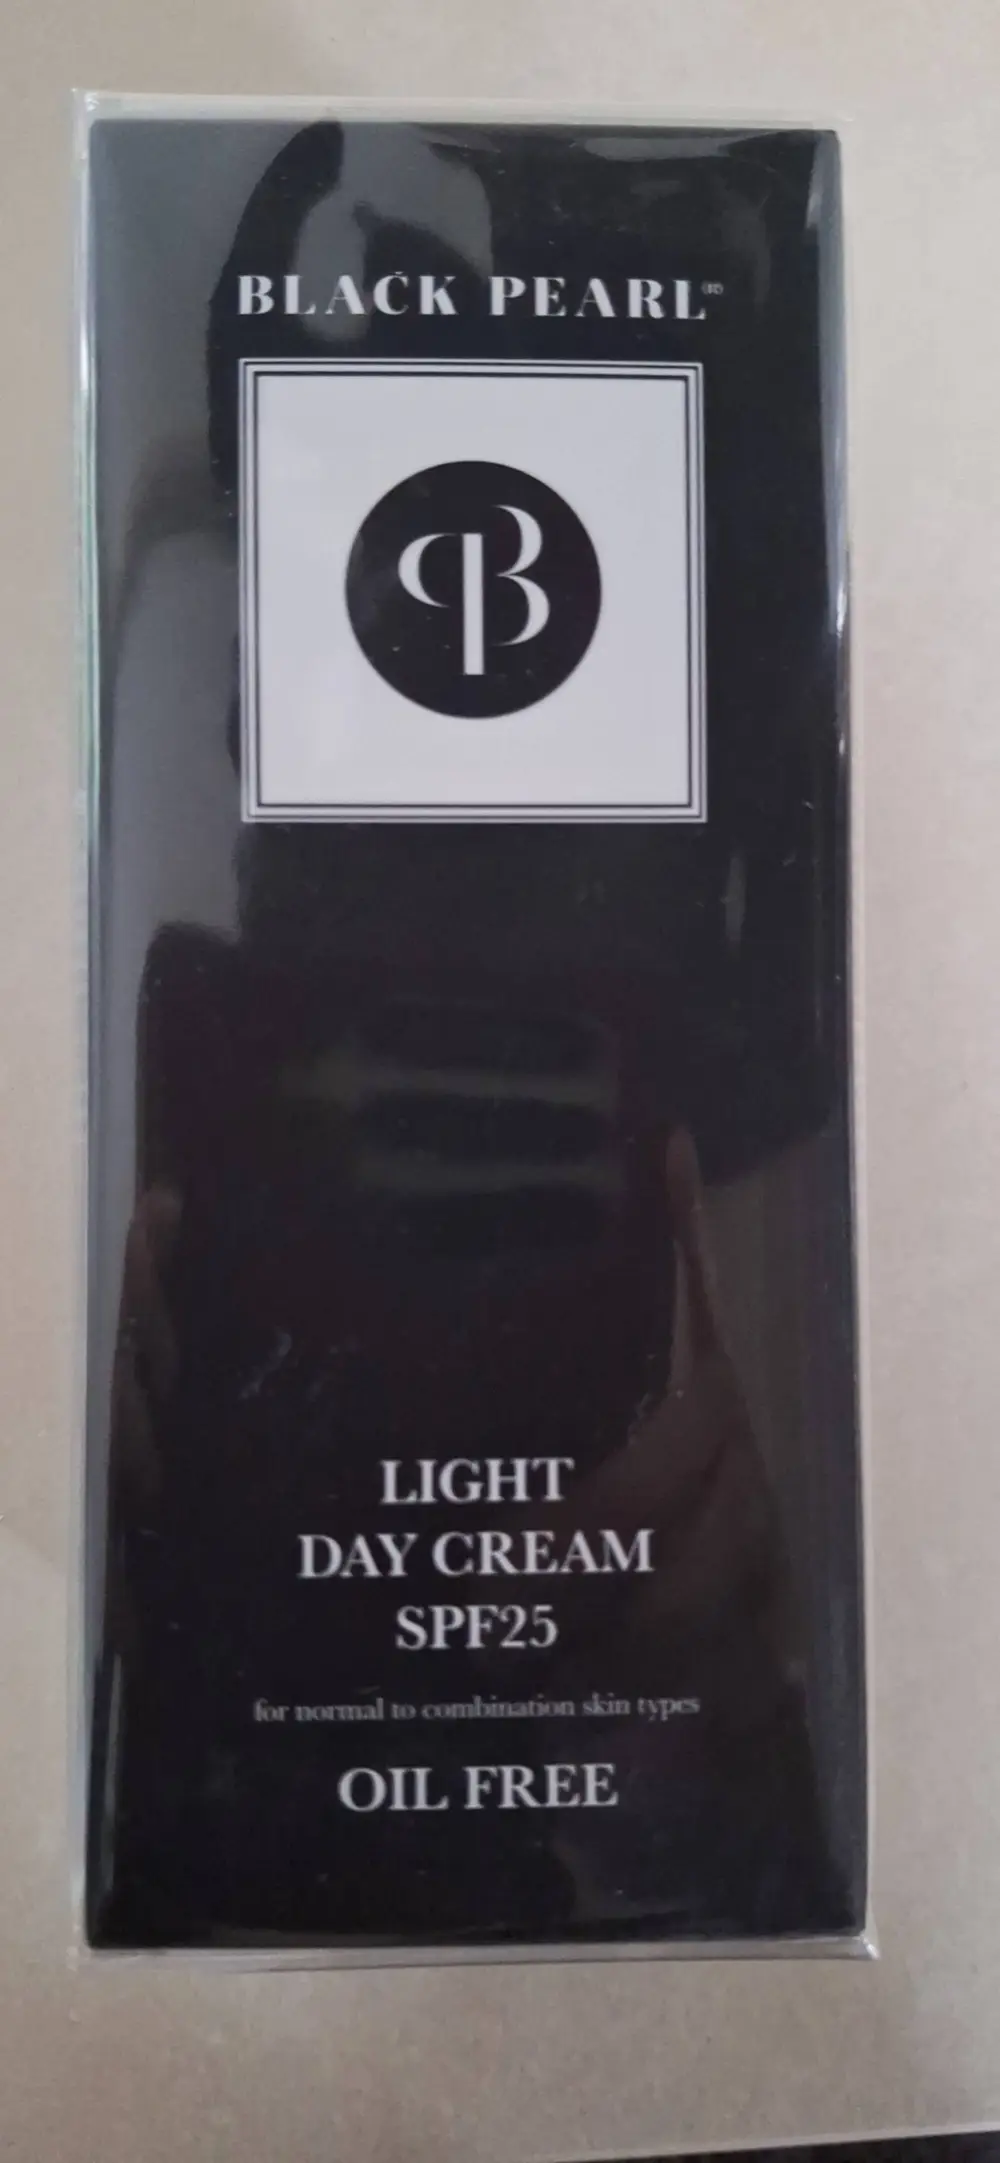 BLACK PEARL®
PB
LIGHT
DAY CREAM
SPF25
for normal to combination skin types
OIL FREE